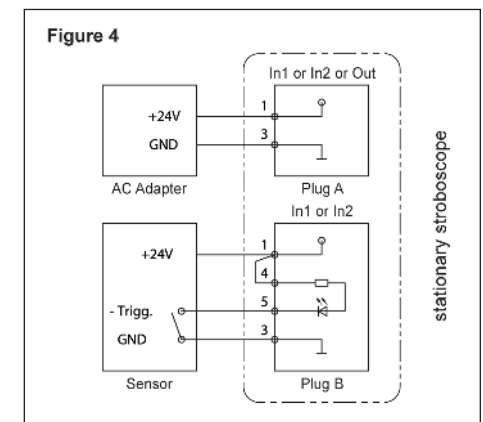 Figure 4
In1 or In2 or Out
+24V
1
GND
3
AC Adapter
Plug A
In1 or In2
+24V
1
4
- Trigg.
5
GND
3
Sensor
Plug B
stationary stroboscope